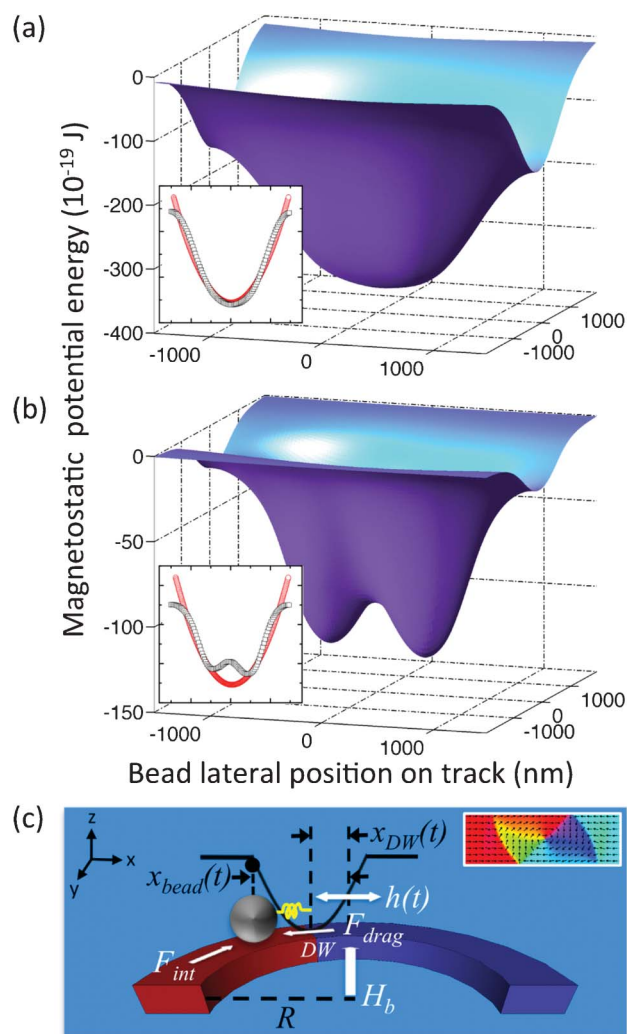 (a)
Magnetostatic potential energy (10⁻¹⁹ J)
0
-100
-200
-300
-400
-1000
0
1000
-1000
0
1000
(b)
0
-50
-100
-150
-1000
0
1000
-1000
0
1000
Bead lateral position on track (nm)
(c)
z
x
y
x_DW(t)
x_bead(t)
h(t)
F_drag
DW
F_int
H_b
R